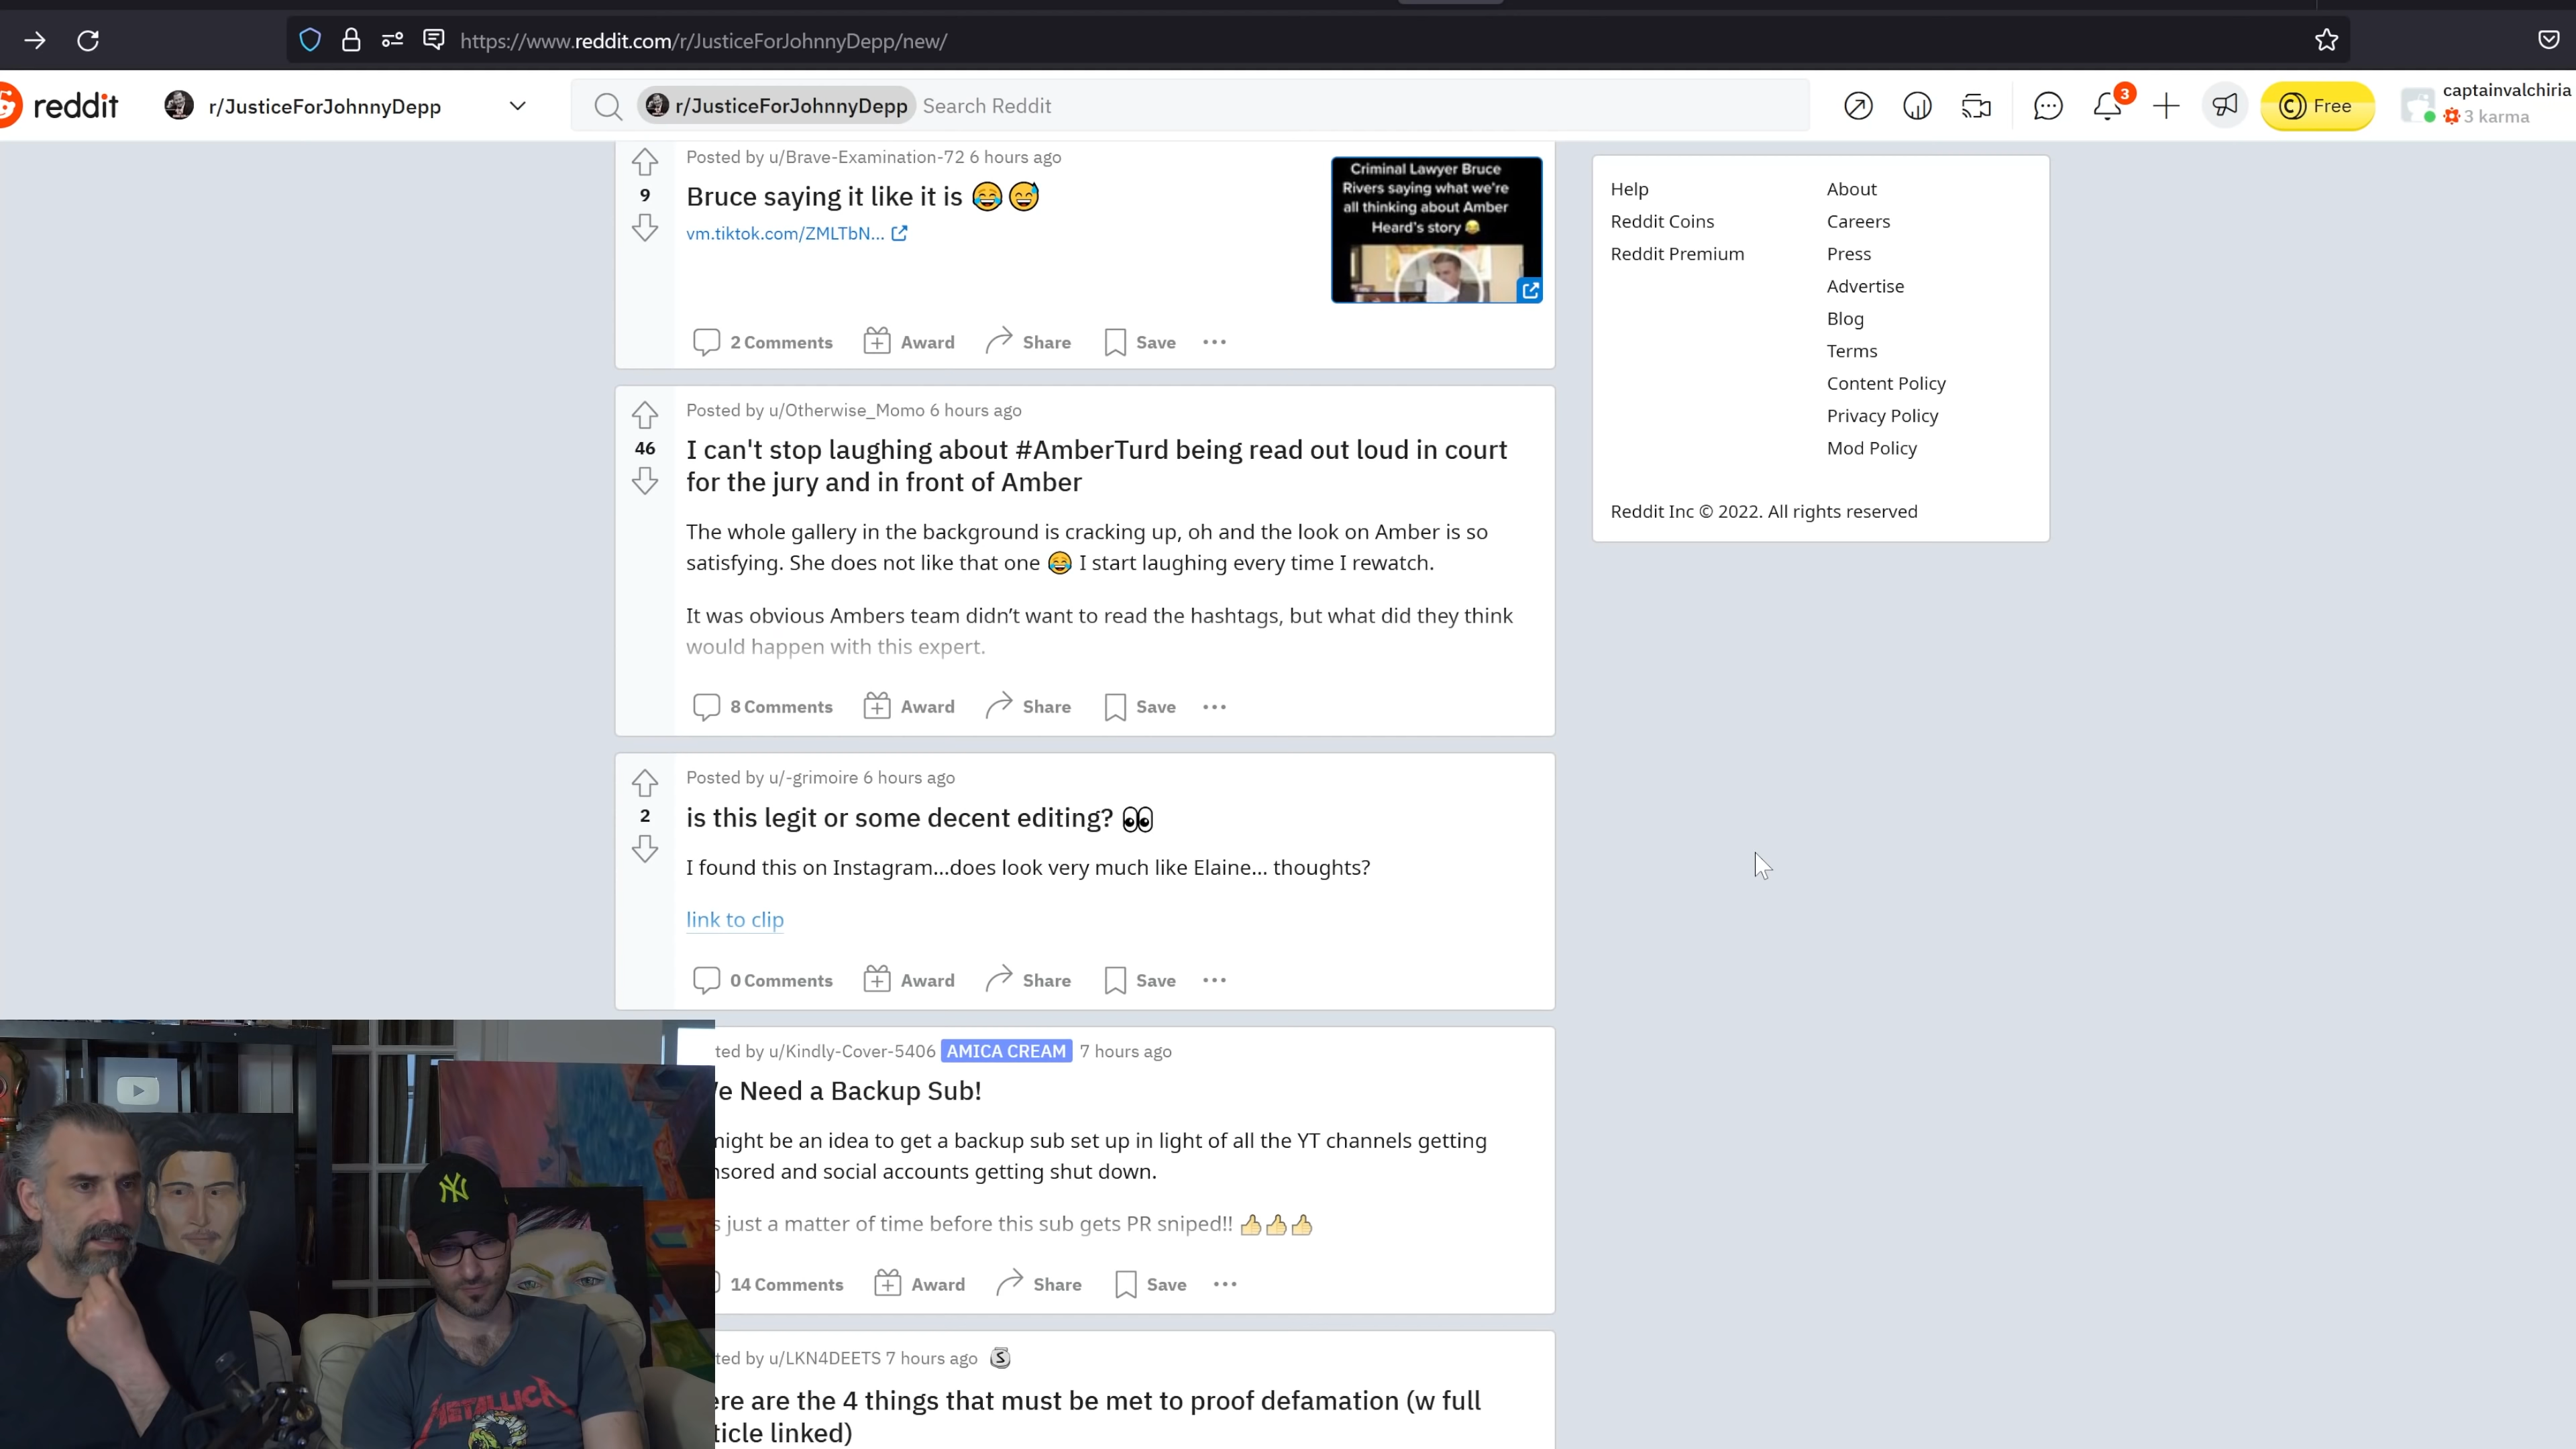 https://www.reddit.com/r/JusticeForJohnnyDepp/new/
reddit
r/JusticeForJohnnyDepp
r/JusticeForJohnnyDepp Search Reddit
3
Free
captainvalchiria
3 karma
Posted by u/Brave-Examination-72 6 hours ago
9
Bruce saying it like it is 😂 😅
vm.tiktok.com/ZMLTbN...
Criminal Lawyer Bruce
Rivers saying what we're
all thinking about Amber
Heard's story 😂
2 Comments Award Share Save
Posted by u/Otherwise_Momo 6 hours ago
46
I can't stop laughing about #AmberTurd being read out loud in court
for the jury and in front of Amber
The whole gallery in the background is cracking up, oh and the look on Amber is so
satisfying. She does not like that one 😂 I start laughing every time I rewatch.
It was obvious Ambers team didn’t want to read the hashtags, but what did they think
would happen with this expert.
8 Comments Award Share Save
Posted by u/-grimoire 6 hours ago
2
is this legit or some decent editing? 👀
I found this on Instagram...does look very much like Elaine... thoughts?
link to clip
0 Comments Award Share Save
ted by u/Kindly-Cover-5406 AMICA CREAM 7 hours ago
e Need a Backup Sub!
might be an idea to get a backup sub set up in light of all the YT channels getting
nsored and social accounts getting shut down.
s just a matter of time before this sub gets PR sniped!! 👍👍👍
14 Comments Award Share Save
ted by u/LKN4DEETS 7 hours ago
ere are the 4 things that must be met to proof defamation (w full
ticle linked)
Help
Reddit Coins
Reddit Premium
About
Careers
Press
Advertise
Blog
Terms
Content Policy
Privacy Policy
Mod Policy
Reddit Inc © 2022. All rights reserved
NY
METALLICA